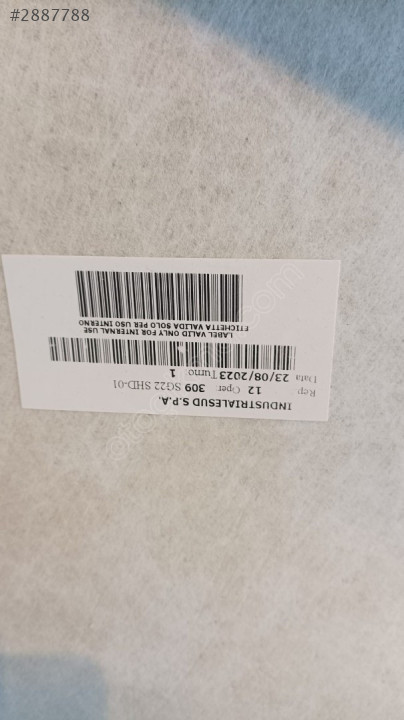 #2887788
INDUSTRIALESUD S.P.A.
Rep 12 Oper. 309 SG22 SHD-01
Data 23/08/2023 Turno 1
LABEL VALID ONLY FOR INTERNAL USE
ETICHETTA VALIDA SOLO PER USO INTERNO